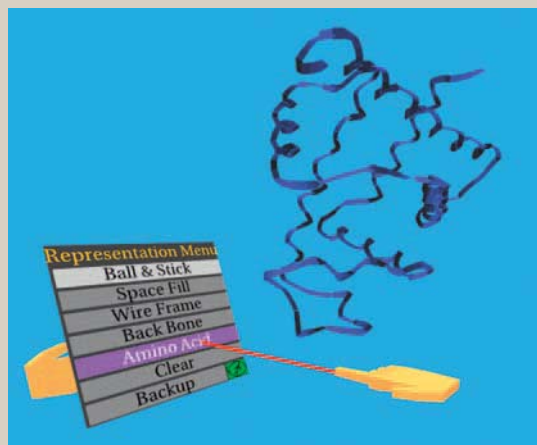 Representation Menu
Ball & Stick
Space Fill
Wire Frame
Back Bone
Amino Acid
Clear
Backup